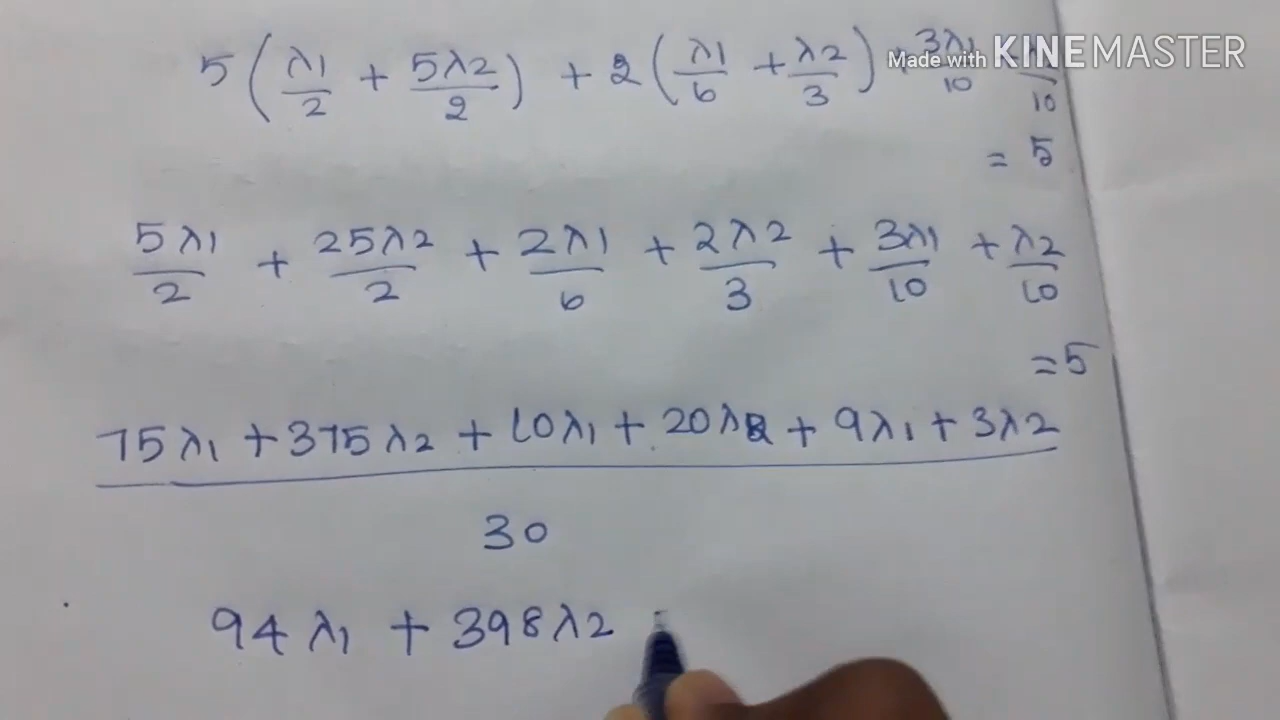 5(λ1/2 + 5λ2/2) + 2(λ1/6 + λ2/3) + 3λ1/10 /10
Made with KINEMASTER
= 5
5λ1/2 + 25λ2/2 + 2λ1/6 + 2λ2/3 + 3λ1/10 + λ2/10
=5
75λ1 + 375λ2 + 10λ1 + 20λ2 + 9λ1 + 3λ2
30
94λ1 + 398λ2